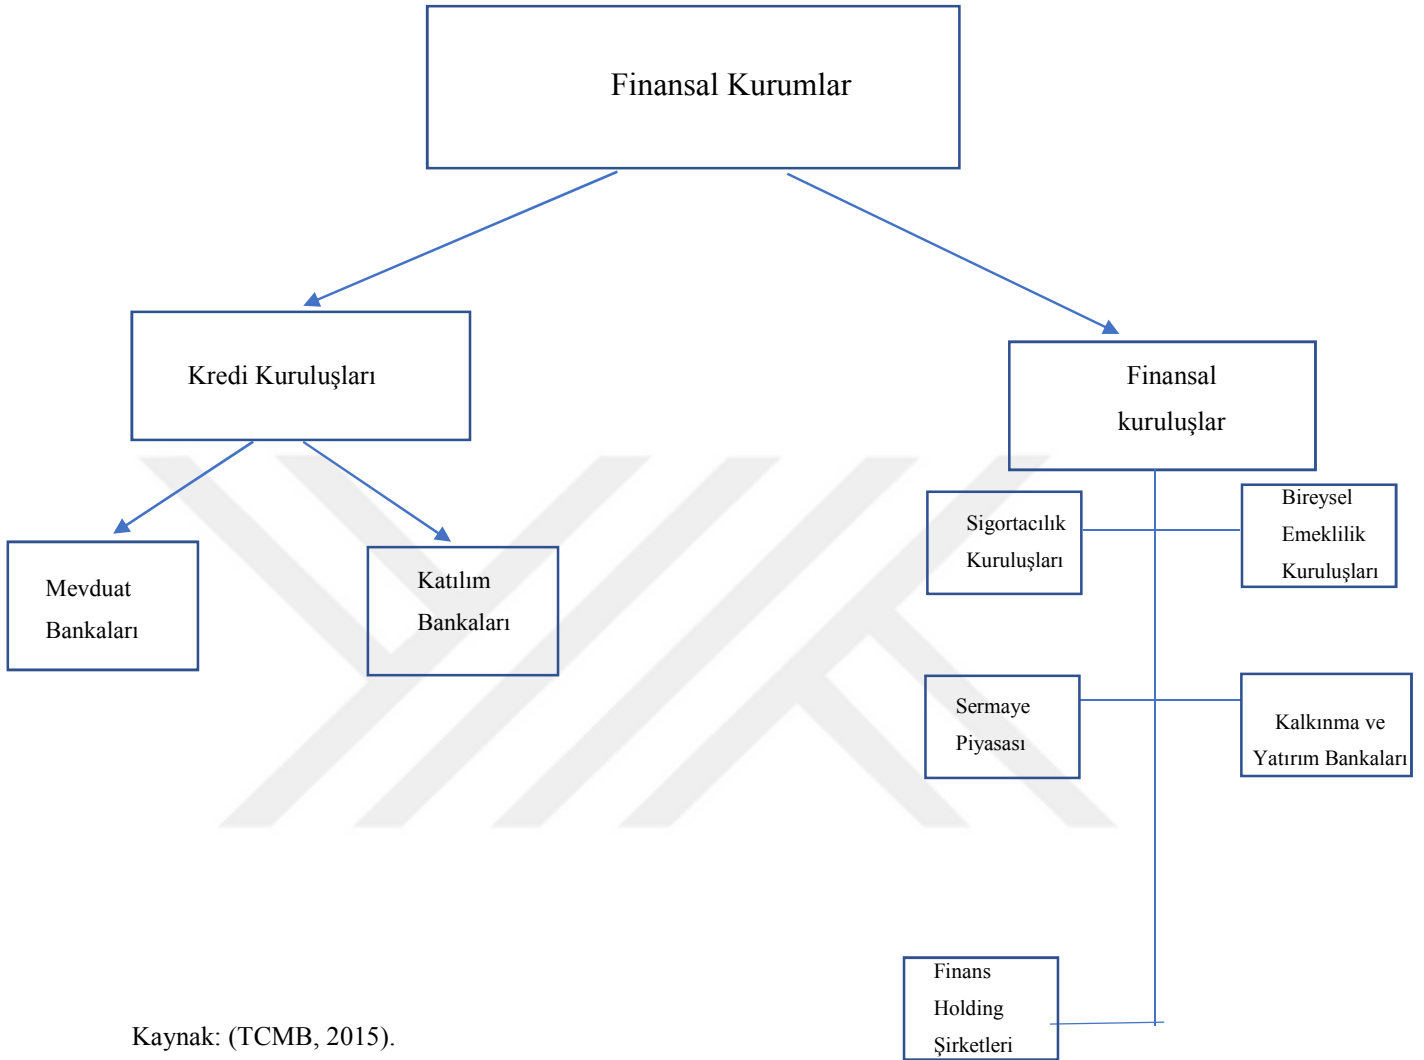 Finansal Kurumlar
Kredi Kuruluşları
Finansal
kuruluşlar
Mevduat
Bankaları
Katılım
Bankaları
Sigortacılık
Kuruluşları
Bireysel
Emeklilik
Kuruluşları
Sermaye
Piyasası
Kalkınma ve
Yatırım Bankaları
Finans
Holding
Şirketleri
Kaynak: (TCMB, 2015).